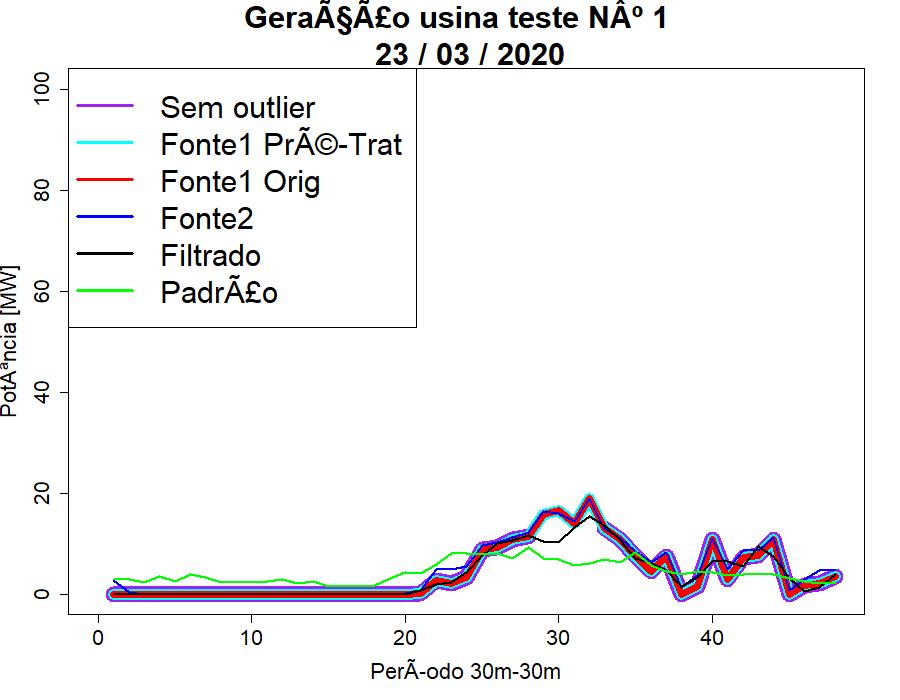 GeraÃ§Ã£o usina teste NÂº 1
23 / 03 / 2020
Sem outlier
Fonte1 PrÃ©-Trat
Fonte1 Orig
Fonte2
Filtrado
PadrÃ£o
PotÃªncia [MW]
100
80
60
40
20
0
0 10 20 30 40
PerÃ-odo 30m-30m